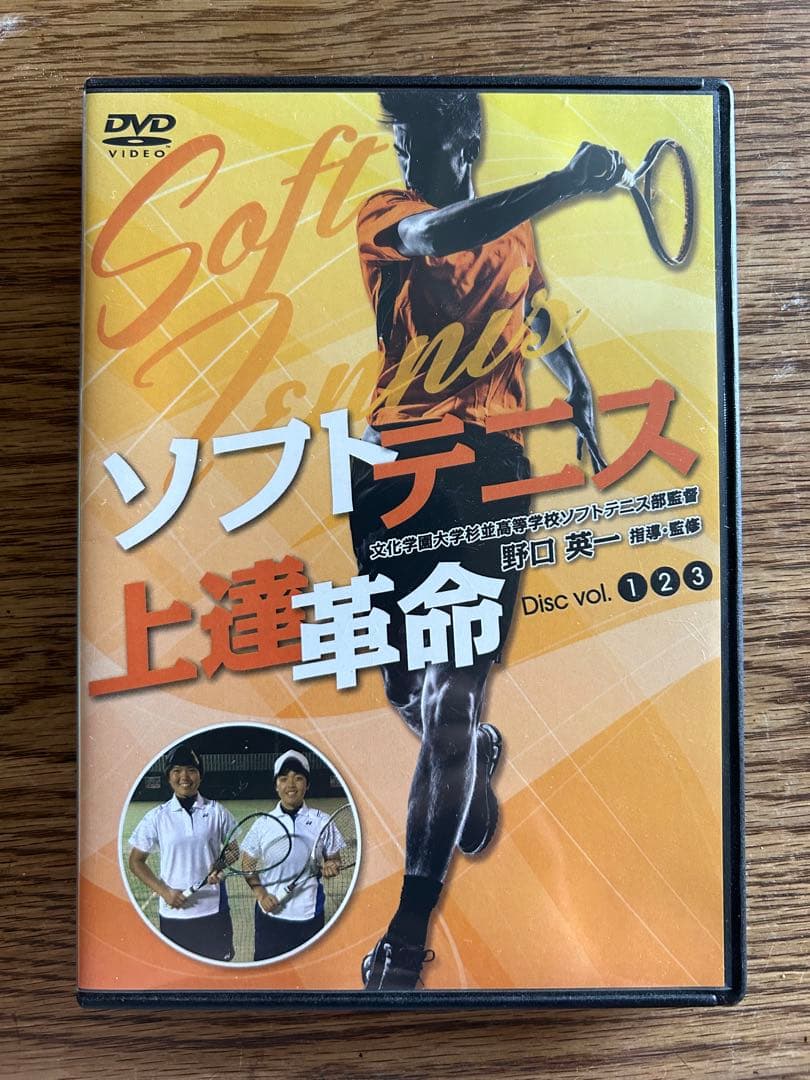 DVD
VIDEO
Soft
Tennis
ソフトテニス
文化学園大学杉並高等学校ソフトテニス部監督
野口 英一 指導・監修
上達革命
Disc vol. 1 2 3